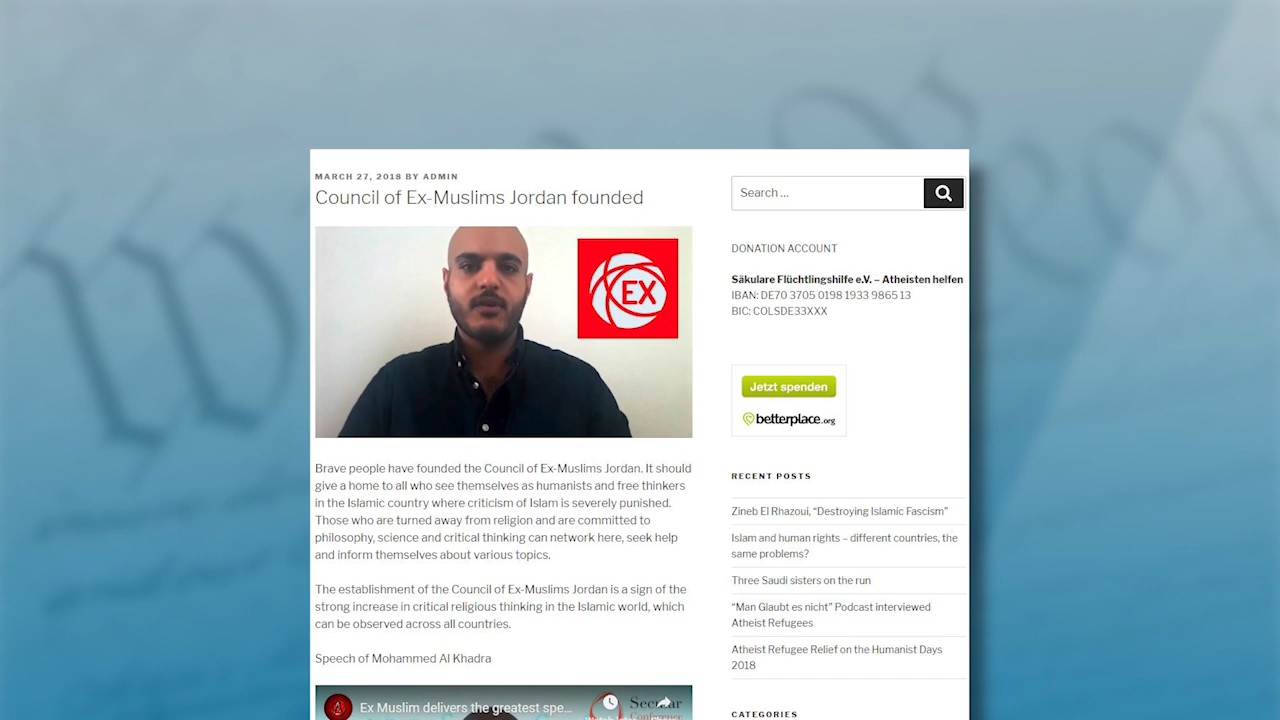 MARCH 27, 2018 BY ADMIN
Council of Ex-Muslims Jordan founded
EX
Brave people have founded the Council of Ex-Muslims Jordan. It should
give a home to all who see themselves as humanists and free thinkers
in the Islamic country where criticism of Islam is severely punished.
Those who are turned away from religion and are committed to
philosophy, science and critical thinking can network here, seek help
and inform themselves about various topics.
The establishment of the Council of Ex-Muslims Jordan is a sign of the
strong increase in critical religious thinking in the Islamic world, which
can be observed across all countries.
Speech of Mohammed Al Khadra
Ex Muslim delivers the greatest spe...
Search ...
DONATION ACCOUNT
Säkulare Flüchtlingshilfe e.V. – Atheisten helfen
IBAN: DE70 3705 0198 1933 9865 13
BIC: COLSDE33XXX
Jetzt spenden
betterplace.org
RECENT POSTS
Zineb El Rhazoui, “Destroying Islamic Fascism”
Islam and human rights – different countries, the
same problems?
Three Saudi sisters on the run
“Man Glaubt es nicht” Podcast interviewed
Atheist Refugees
Atheist Refugee Relief on the Humanist Days
2018
CATEGORIES